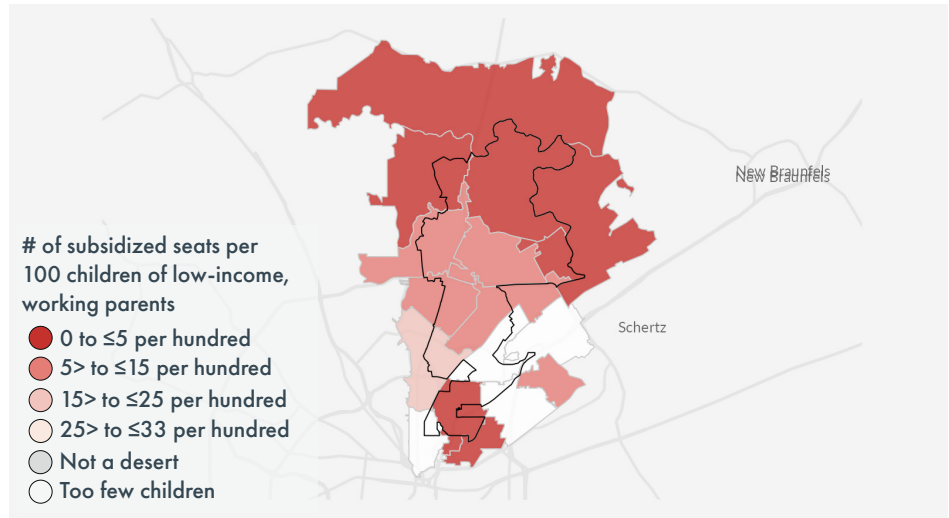 New Braunfels
New Braunfels
# of subsidized seats per
100 children of low-income,
working parents
Schertz
0 to ≤5 per hundred
5> to ≤15 per hundred
15> to ≤25 per hundred
25> to ≤33 per hundred
Not a desert
Too few children